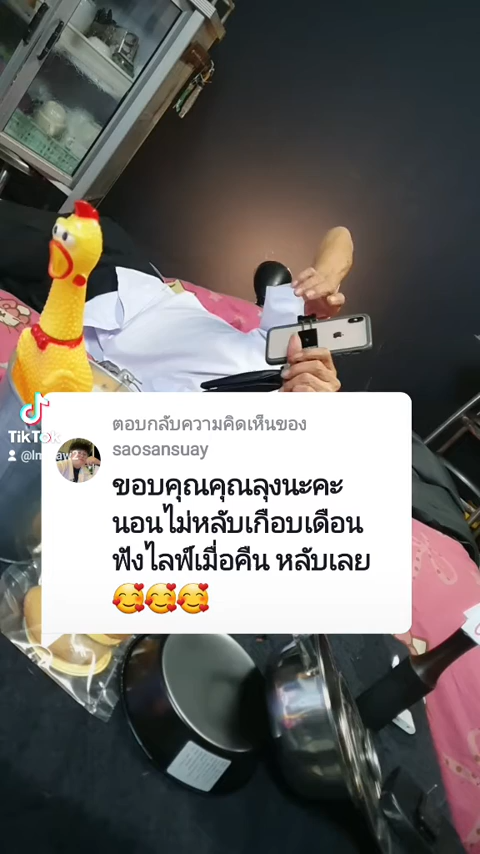 ตอบกลับความคิดเห็นของ
saosansuay
ขอบคุณคุณลุงนะคะ
นอนไม่หลับเกือบเดือน
ฟังไลฟ์เมื่อคืน หลับเลย
🥰🥰🥰
TikTok